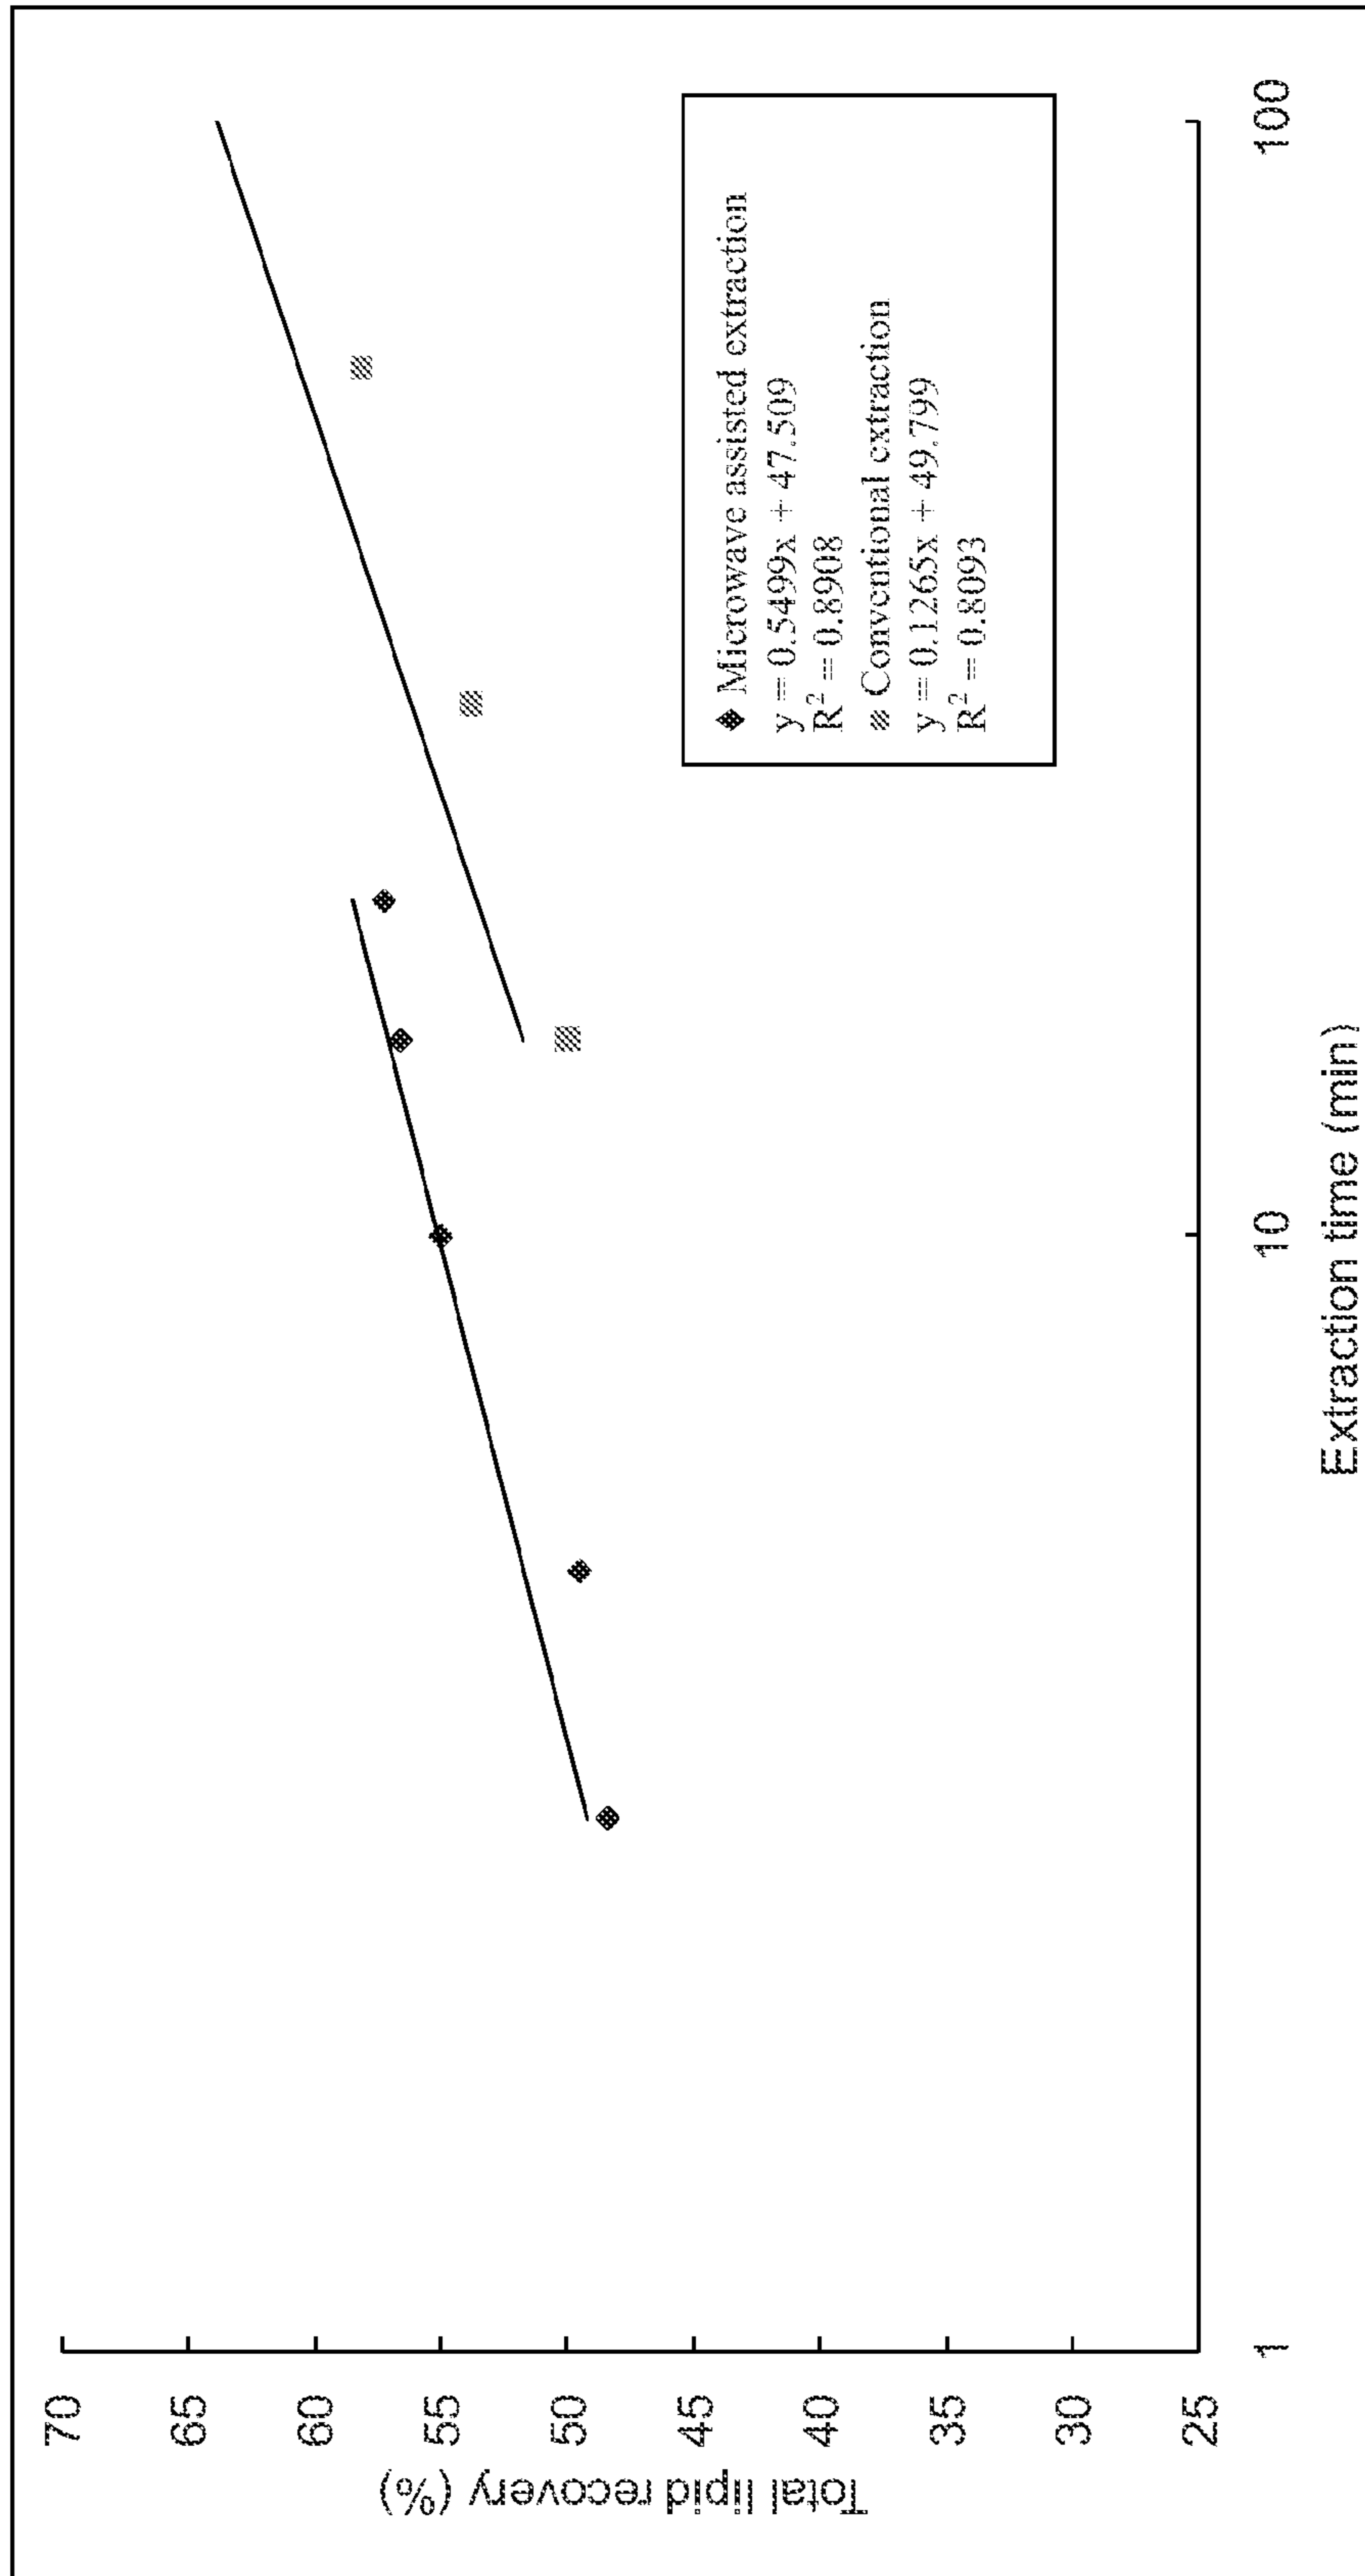 70
65
60
55
50
45
40
35
30
25
Total lipid recovery (%)
1
10
100
Extraction time (min)
Microwave assisted extraction
y = 0.5499x + 47.509
R² = 0.8908
Conventional extraction
y = 0.1265x + 49.799
R² = 0.8093